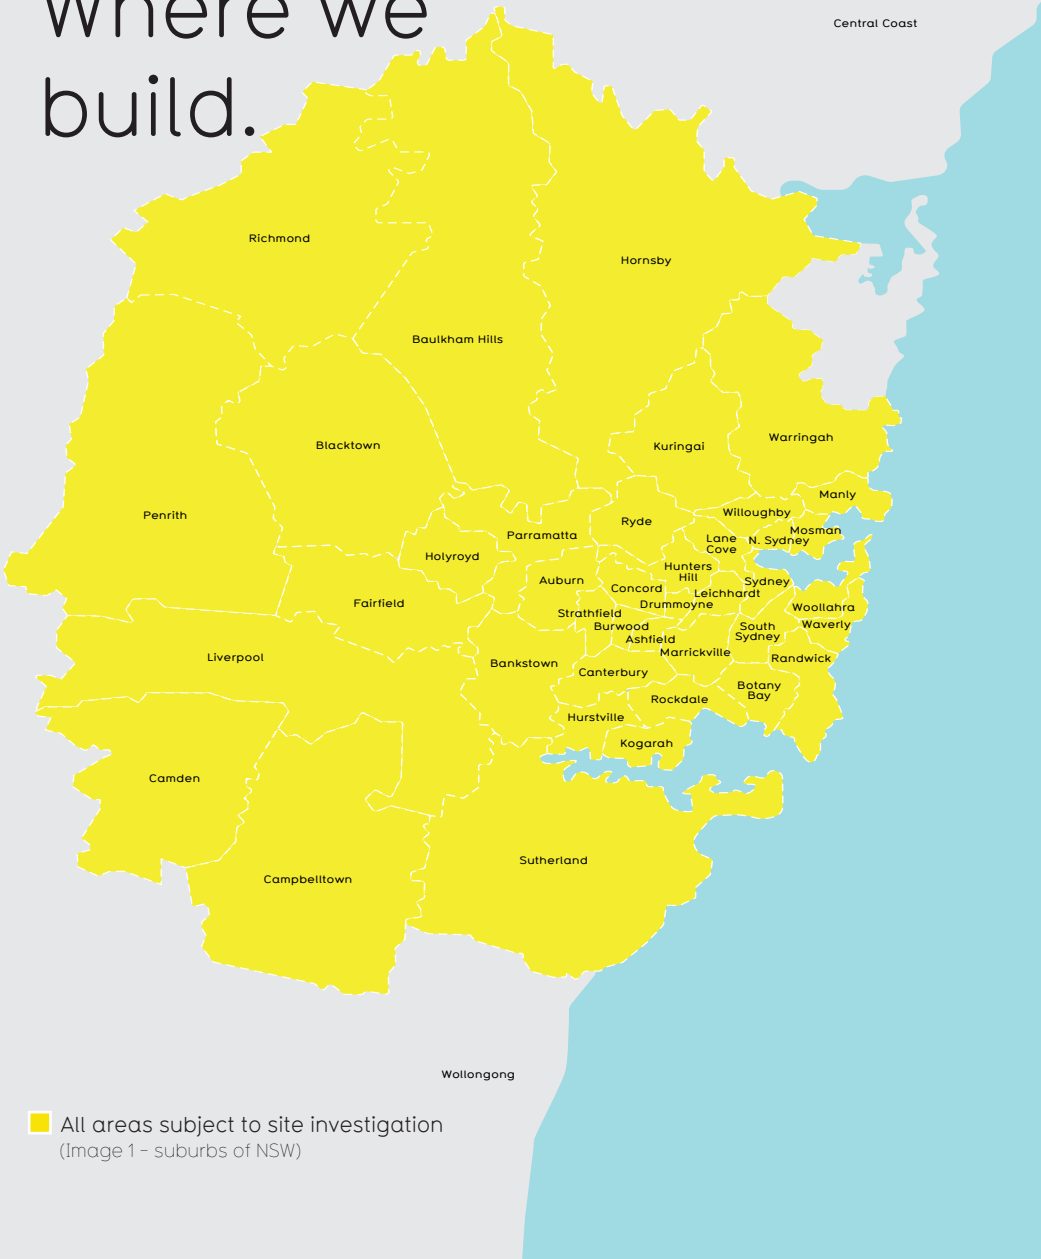 Where we
build.
Central Coast
Richmond
Hornsby
Baulkham Hills
Blacktown
Kuringai
Warringah
Penrith
Manly
Willoughby
Ryde
Mosman
Parramatta
Lane
Cove
N. Sydney
Holyroyd
Hunters
Hill
Auburn
Concord
Sydney
Leichhardt
Fairfield
Drummoyne
Woollahra
Strathfield
Burwood
South
Sydney
Waverly
Ashfield
Marrickville
Liverpool
Bankstown
Randwick
Canterbury
Botany
Bay
Rockdale
Hurstville
Kogarah
Camden
Sutherland
Campbelltown
Wollongong
All areas subject to site investigation
(Image 1 - suburbs of NSW)